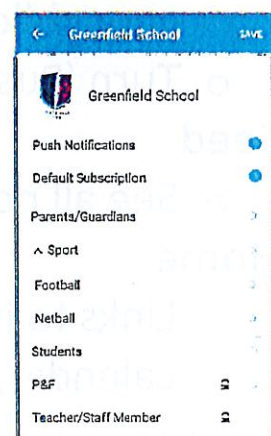 Greenfield School SAVE
Greenfield School
Push Notifications
Default Subscription
Parents/Guardians
Sport
Football
Netball
Students
P&F
Teacher/Staff Member